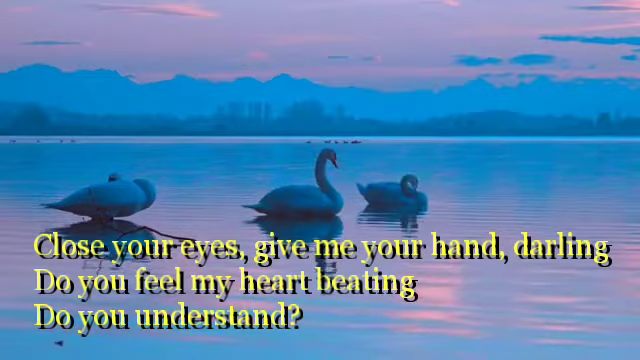 Close your eyes, give me your hand, darling
Do you feel my heart beating
Do you understand?